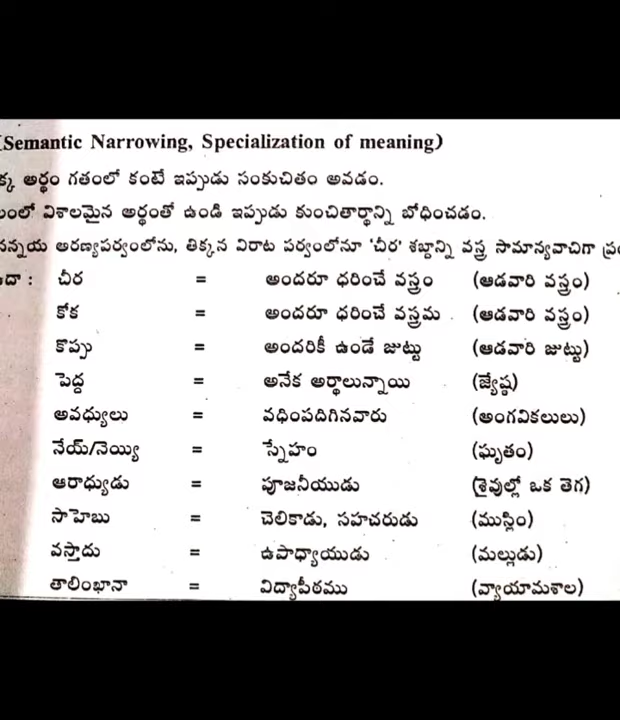 (Semantic Narrowing, Specialization of meaning)
అర్థం గతంలో కంటే ఇప్పుడు సంకుచితం అవడం.
విశాలమైన అర్థంతో ఉండి ఇప్పుడు కుంచితార్థాన్ని బోధించడం.
నన్నయ అరణ్యపర్వంలోను, తిక్కన విరాట పర్వంలోనూ 'చీర' శబ్దాన్ని వస్త్ర సామాన్యవాచిగా
చీర = అందరూ ధరించే వస్త్రం (ఆడవారి వస్త్రం)
కోక = అందరూ ధరించే వస్త్రమ (ఆడవారి వస్త్రం)
కొప్పు = అందరికీ ఉండే జుట్టు (ఆడవారి జుట్టు)
పెద్ద = అనేక అర్థాలున్నాయి (జ్యేష్ఠ)
అవధ్యులు = వధింపదిగినవారు (అంగవికలులు)
నేయ్/నెయ్యి = స్నేహం (ఘృతం)
ఆరాధ్యుడు = పూజనీయుడు (శైవుల్లో ఒక తెగ)
సాహెబు = చెలికాడు, సహచరుడు (ముస్లిం)
వస్తాదు = ఉపాధ్యాయుడు (మల్లుడు)
తాలింఖానా = విద్యాపీఠము (వ్యాయామశాల)